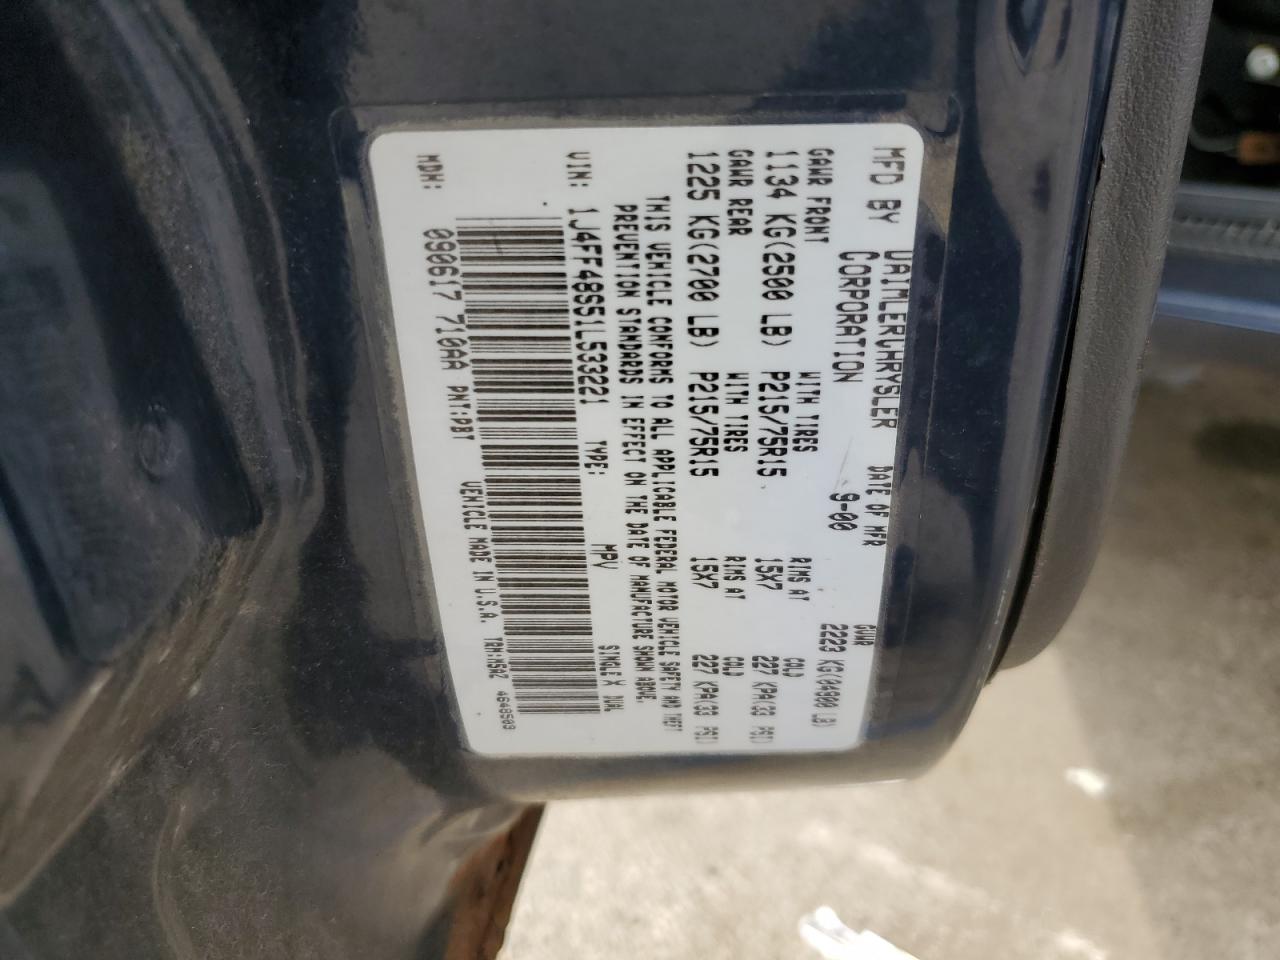 MFD BY DAIMLERCHRYSLER DATE OF MFR GVWR
CORPORATION 9-00 2223 KG(04900 LB)
GAWR FRONT WITH TIRES RIMS AT COLD
1134 KG(2500 LB) P215/75R15 15X7 227 KPA(33 PSI)
GAWR REAR WITH TIRES RIMS AT COLD
1225 KG(2700 LB) P215/75R15 15X7 227 KPA(33 PSI)
THIS VEHICLE CONFORMS TO ALL APPLICABLE FEDERAL MOTOR VEHICLE SAFETY AND THEFT
PREVENTION STANDARDS IN EFFECT ON THE DATE OF MANUFACTURE SHOWN ABOVE.
VIN: 1J4FF48S51L533221 TYPE: MPV SINGLE X DUAL
MDH: 090617 710AA PNT:PBT VEHICLE MADE IN U.S.A. TRM:M5AZ 4648503